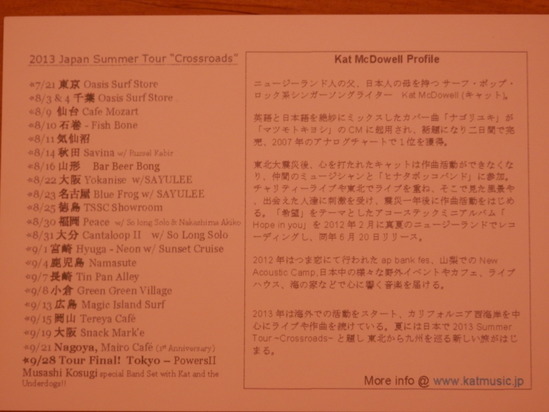 2013 Japan Summer Tour "Crossroads"
*7/21 東京 Oasis Surf Store
*8/3 & 4 千葉 Oasis Surf Store .
*8/9 仙台 Café Mozart
*8/10 石巻 - Fish Bone
*8/11 気仙沼
*8/14 秋田 Savina w/ Russel Fabir
*8/16 山形 Bar Beer Bong
*8/22 大阪 Yokanise w/SAYULEE
*8/23 名古屋 Blue Frog w/ SAYULEE
*8/25 徳島 TSSC Showroom
*8/30 福岡 Peace w/ So long Solo & Nakashima Akiko
*8/31 大分 Cantaloop II w/ So Long Solo
*9/1 宮崎 Hyuga - Neon w/ Sunset Cruise
*9/4 鹿児島 Namasute
*9/7 長崎 Tin Pan Alley
*9/8 小倉 Green Green Village
*9/13 広島 Magic Island Surf
*9/15 岡山 Tereya Café
*9/19 大阪 Snack Mark'e
*9/21 Nagoya, Mairo Café (1st Anniversary)
*9/28 Tour Final! Tokyo – PowersII
Musashi Kosugi special Band Set with Kat and the
Underdogs!!
Kat McDowell Profile
ニュージーランド人の父、日本人の母を持つ サーフ・ポップ・
ロック系シンガーソングライター Kat McDowell (キャット)。
英語と日本語を絶妙にミックスしたカバー曲「ナゴリユキ」が
「マツモトキヨシ」の CM に起用され、新譜になり二日間で完
売、2007 年のアナログチャートで 1 位を獲得。
東北大震災後、心を打たれたキャットは作曲活動ができなくな
り、仲間のミュージシャンと「ヒナタボッコバンド」に参加。
チャリティーライブや東北でライブを重ね、そこで見た風景や
、出会えた人達に刺激を受け、震災一年後に作曲活動をはじめ
る。「希望」をテーマとしたアコーステックミニアルバム「
Hope in you」を 2012 年 2 月に真夏のニュージーランドでレコ
ーディングし、同年 6 月 20 日リリース。
2012 年はつま恋にて行われた ap bank fes、山梨での New
Acoustic Camp,日本中の様々な野外イベントやカフェ、ライブ
ハウス、海の家などで心に響く音楽を届ける。
2013 年は海外での活動をスタート、カリフォルニア西海岸を中
心にライブや作曲を続けている。夏には日本で 2013 Summer
Tour -Crossroads- と題し 東北から九州を巡る新しい旅がはじ
まる。
More info @ www.katmusic.jp